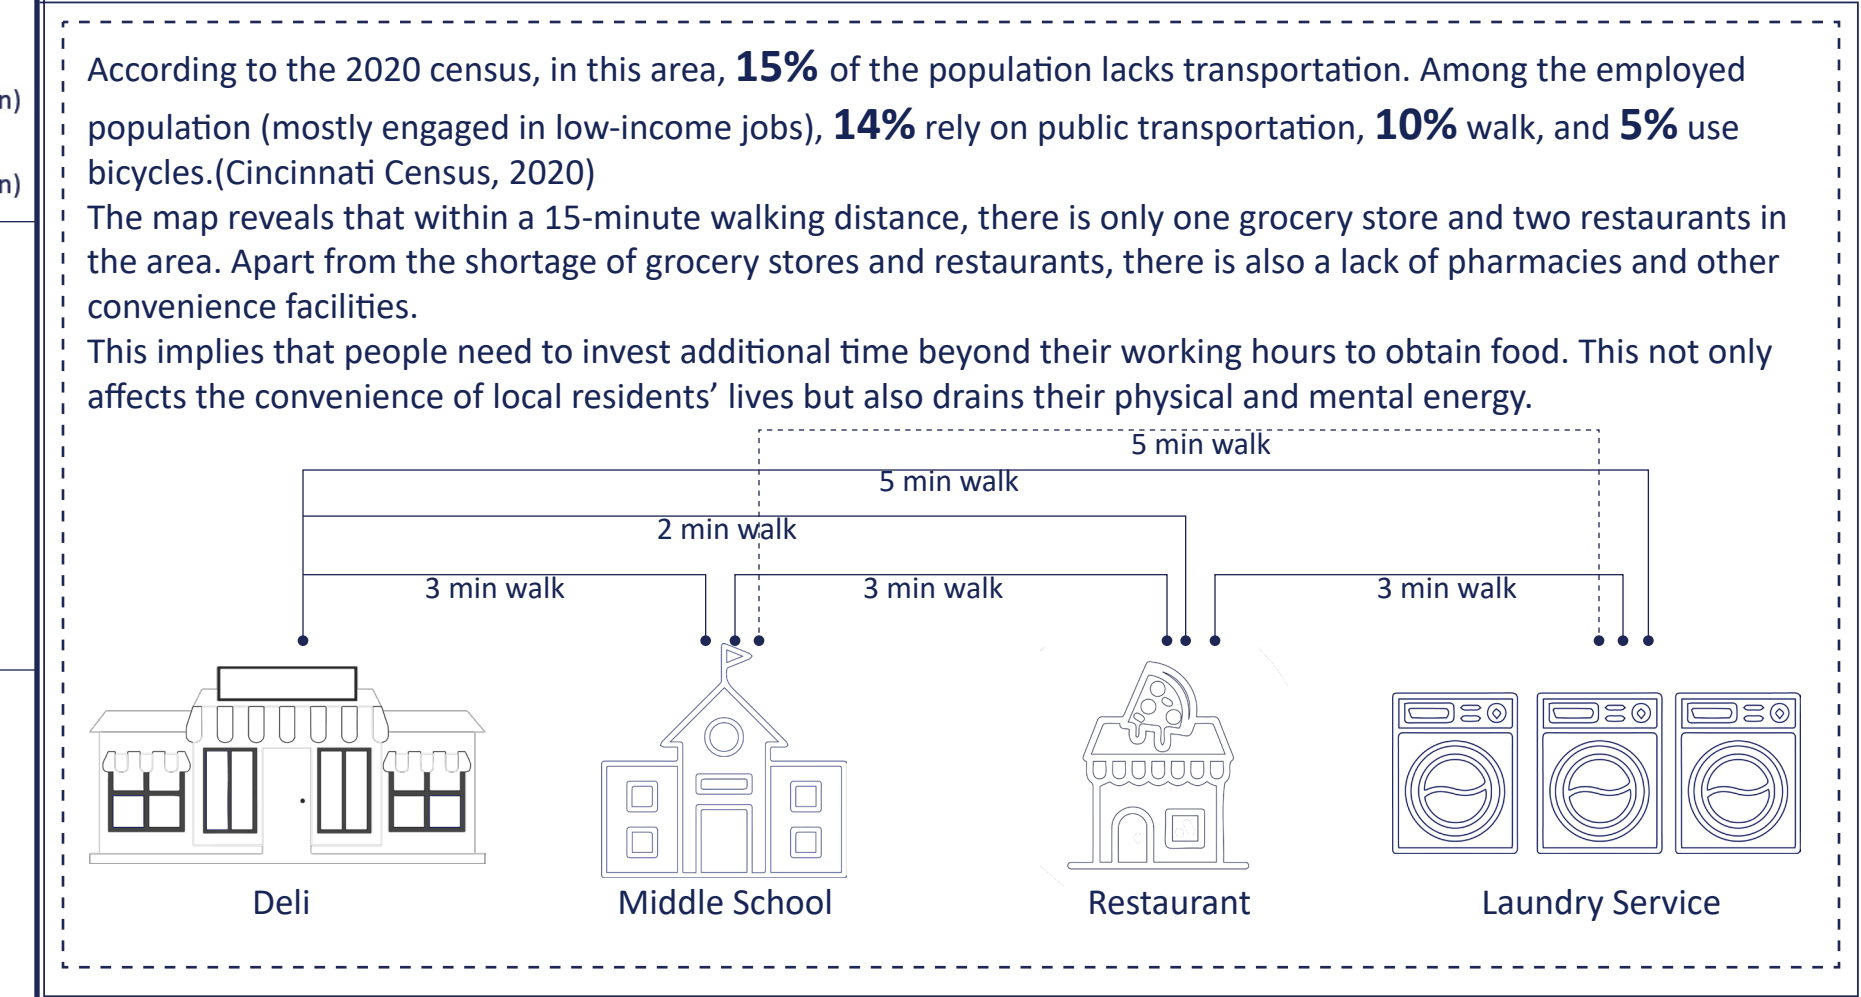 n)
n)
According to the 2020 census, in this area, 15% of the population lacks transportation. Among the employed
population (mostly engaged in low-income jobs), 14% rely on public transportation, 10% walk, and 5% use
bicycles.(Cincinnati Census, 2020)
The map reveals that within a 15-minute walking distance, there is only one grocery store and two restaurants in
the area. Apart from the shortage of grocery stores and restaurants, there is also a lack of pharmacies and other
convenience facilities.
This implies that people need to invest additional time beyond their working hours to obtain food. This not only
affects the convenience of local residents’ lives but also drains their physical and mental energy.
5 min walk
5 min walk
2 min walk
3 min walk
3 min walk
3 min walk
Deli
Middle School
Restaurant
Laundry Service